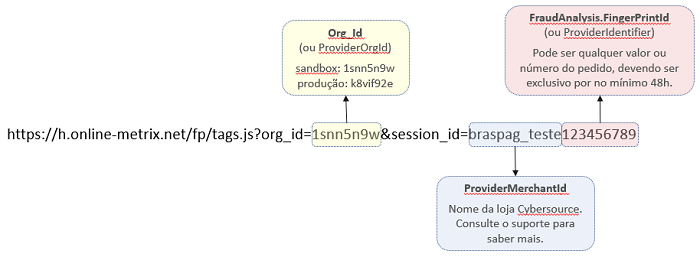 Org_Id
(ou ProviderOrgId)
sandbox: 1snn5n9w
produção: k8vif92e
FraudAnalysis.FingerPrintId
(ou ProviderIdentifier)
Pode ser qualquer valor ou
número do pedido, devendo ser
exclusivo por no mínimo 48h.
https://h.online-metrix.net/fp/tags.js?org_id=1snn5n9w&session_id=braspag_teste123456789
ProviderMerchantId
Nome da loja Cybersource.
Consulte o suporte para
saber mais.